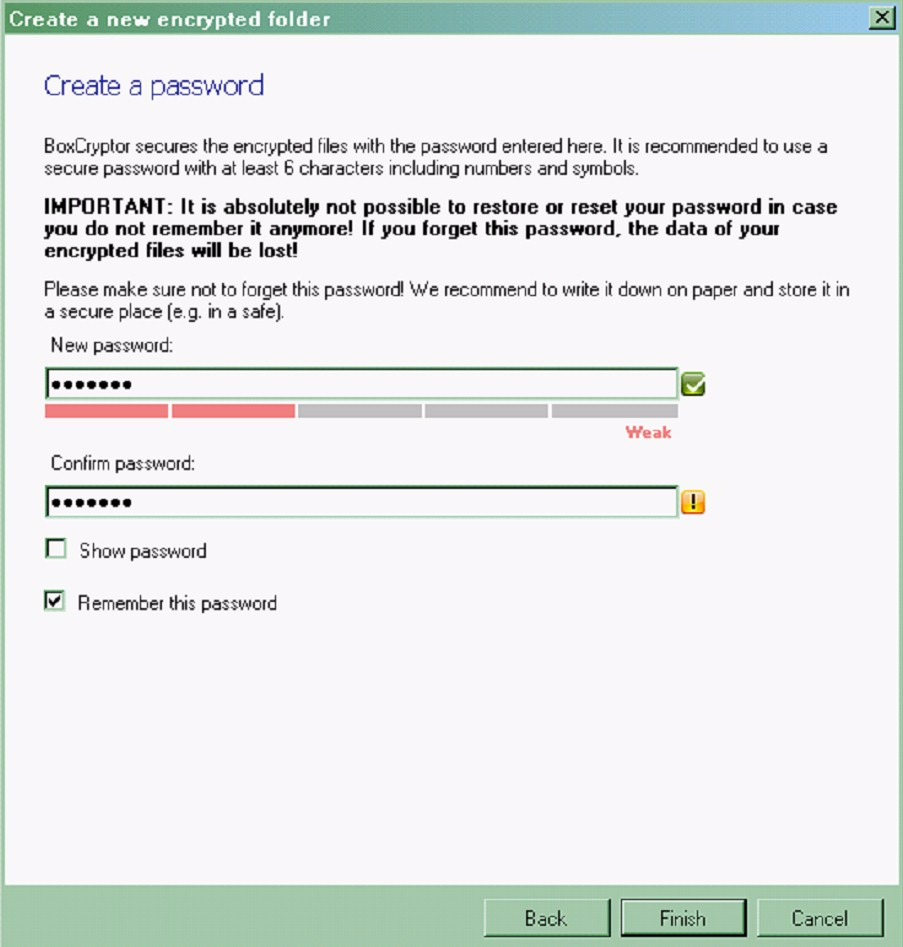 Create a new encrypted folder
Create a password
BoxCryptor secures the encrypted files with the password entered here. It is recommended to use a
secure password with at least 6 characters including numbers and symbols.
IMPORTANT: It is absolutely not possible to restore or reset your password in case
you do not remember it anymore! If you forget this password, the data of your
encrypted files will be lost!
Please make sure not to forget this password! We recommend to write it down on paper and store it in
a secure place (e.g. in a safe).
New password:
•••••••
Weak
Confirm password:
•••••••
Show password
Remember this password
Back Finish Cancel